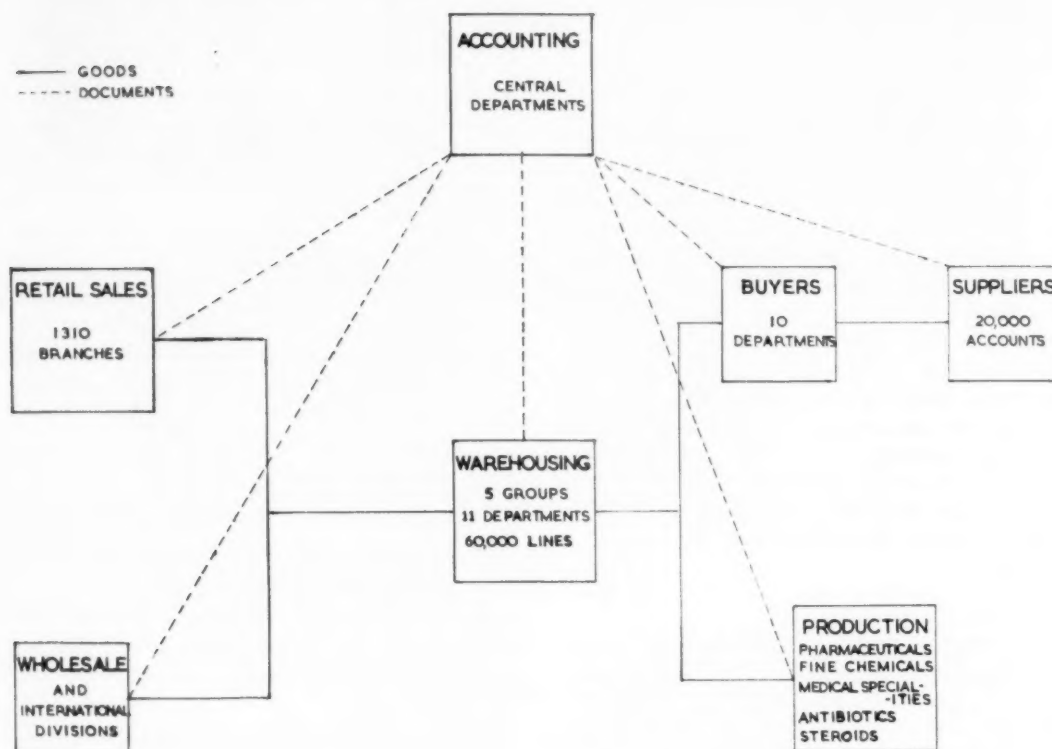 ACCOUNTING
CENTRAL
DEPARTMENTS
GOODS
DOCUMENTS
RETAIL SALES
1310
BRANCHES
BUYERS
10
DEPARTMENTS
SUPPLIERS
20,000
ACCOUNTS
WAREHOUSING
5 GROUPS
11 DEPARTMENTS
60,000 LINES
WHOLESALE
AND
INTERNATIONAL
DIVISIONS
PRODUCTION
PHARMACEUTICALS
FINE CHEMICALS
MEDICAL SPECIAL-
-ITIES
ANTIBIOTICS
STEROIDS